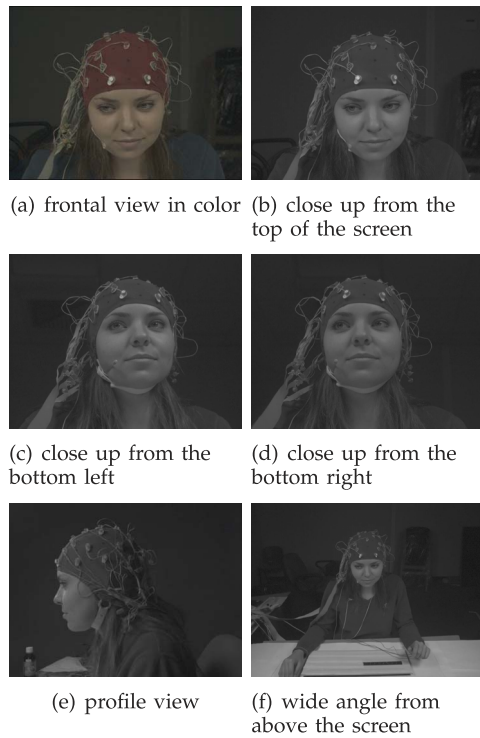 (a) frontal view in color
(b) close up from the
top of the screen
(c) close up from the
bottom left
(d) close up from the
bottom right
(e) profile view
(f) wide angle from
above the screen